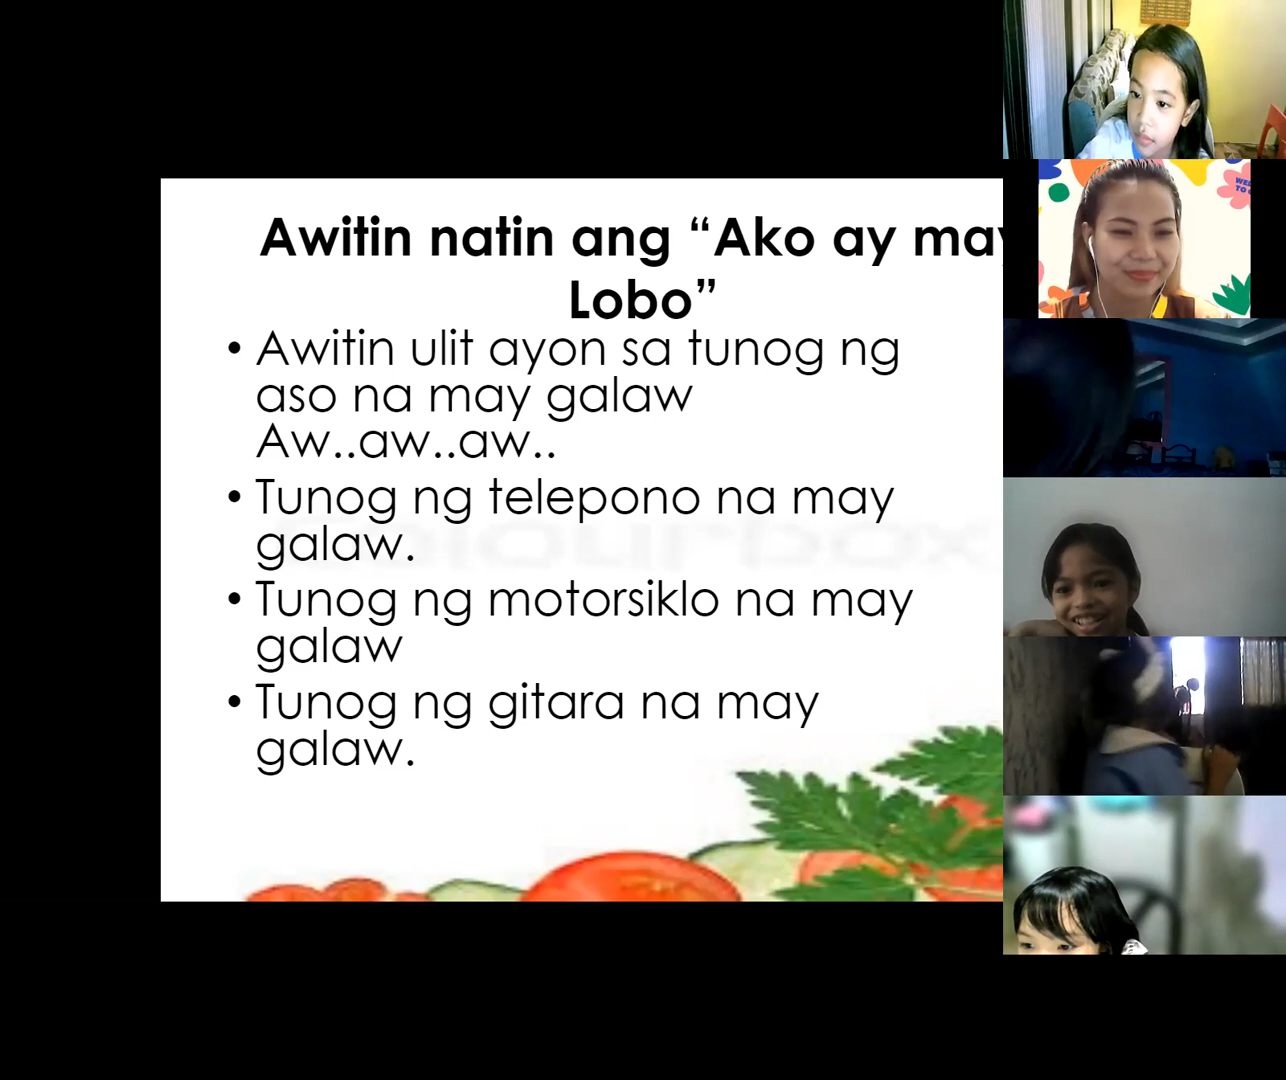 Awitin natin ang “Ako ay may
Lobo”
• Awitin ulit ayon sa tunog ng
aso na may galaw
Aw..aw..aw..
• Tunog ng telepono na may
galaw.
• Tunog ng motorsiklo na may
galaw
• Tunog ng gitara na may
galaw.